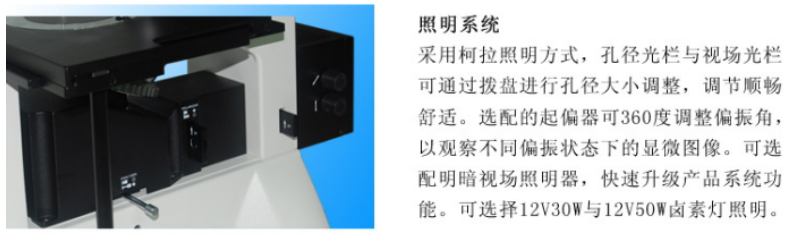 照明系统
采用柯拉照明方式，孔径光栏与视场光栏
可通过拨盘进行孔径大小调整，调节顺畅
舒适。选配的起偏器可360度调整偏振角，
以观察不同偏振状态下的显微图像。可选
配明暗视场照明器，快速升级产品系统功
能。可选择12V30W与12V50W卤素灯照明。